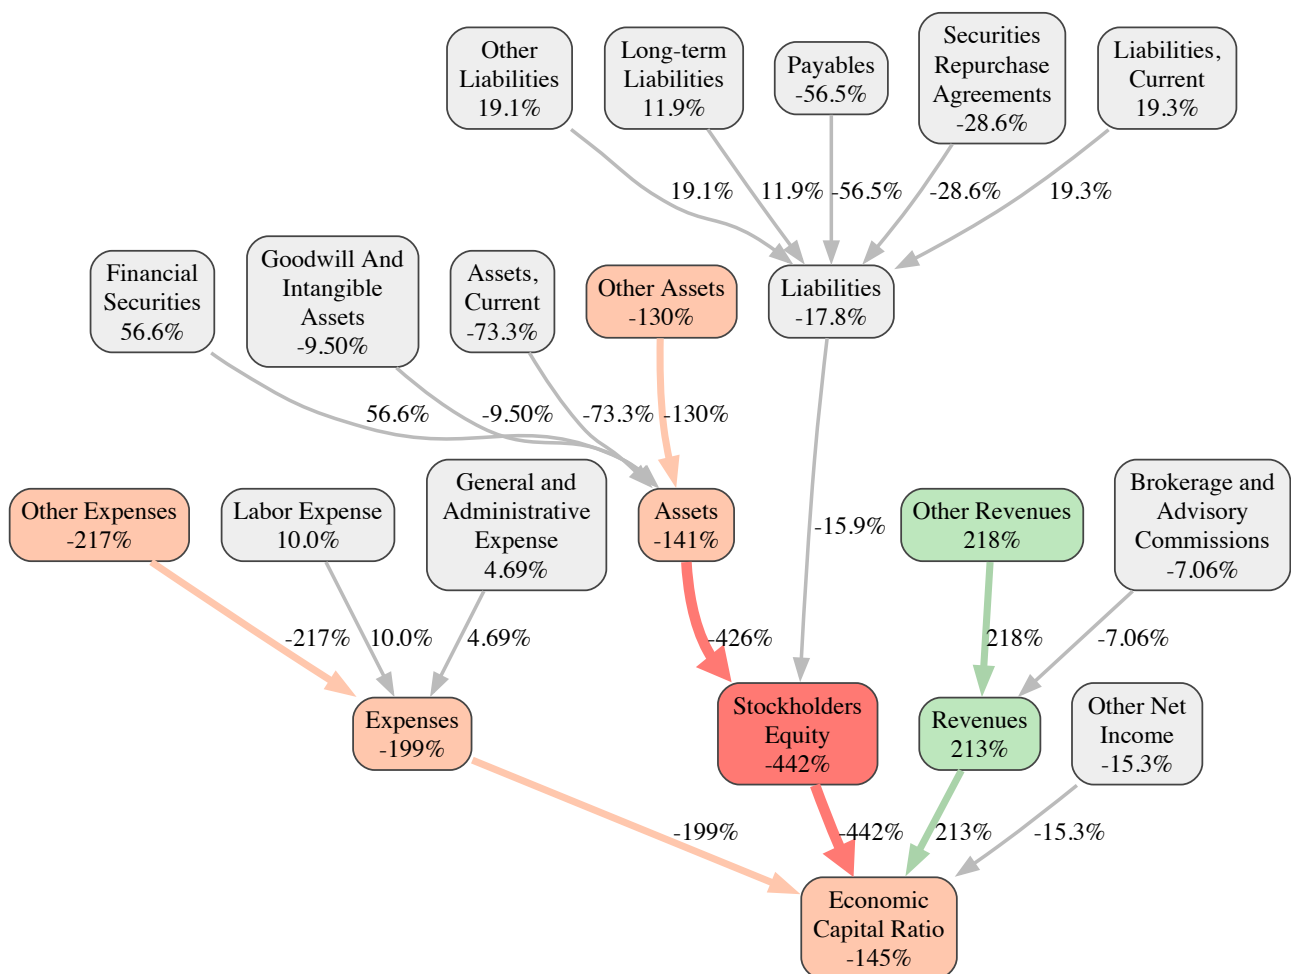 Other
Liabilities
19.1%
Long-term
Liabilities
11.9%
Payables
-56.5%
Securities
Repurchase
Agreements
-28.6%
Liabilities,
Current
19.3%
19.1%
11.9%
-56.5%
-28.6%
19.3%
Financial
Securities
56.6%
Goodwill And
Intangible
Assets
-9.50%
Assets,
Current
-73.3%
Other Assets
-130%
Liabilities
-17.8%
56.6%
-9.50%
-73.3%
-130%
Other Expenses
-217%
Labor Expense
10.0%
General and
Administrative
Expense
4.69%
Assets
-141%
-15.9%
Other Revenues
218%
Brokerage and
Advisory
Commissions
-7.06%
-217%
10.0%
4.69%
-426%
218%
-7.06%
Expenses
-199%
Stockholders
Equity
-442%
Revenues
213%
Other Net
Income
-15.3%
-199%
-442%
213%
-15.3%
Economic
Capital Ratio
-145%